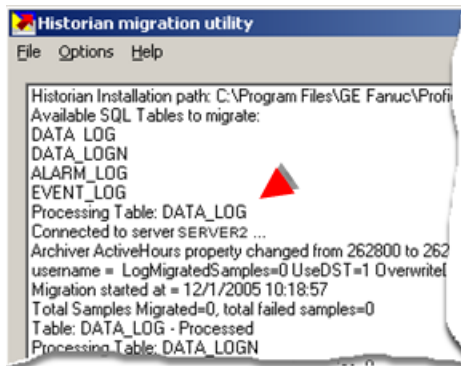 Historian migration utility
File Options Help
Historian Installation path: C:\Program Files\GE Fanuc\Profi
Available SQL Tables to migrate:
DATA_LOG
DATA_LOGN
ALARM_LOG
EVENT_LOG
Processing Table: DATA_LOG
Connected to server SERVER2 ...
Archiver ActiveHours property changed from 262800 to 262
username = LogMigratedSamples=0 UseDST=1 Overwrite
Migration started at = 12/1/2005 10:18:57
Total Samples Migrated=0, total failed samples=0
Table: DATA_LOG - Processed
Processing Table: DATA_LOGN